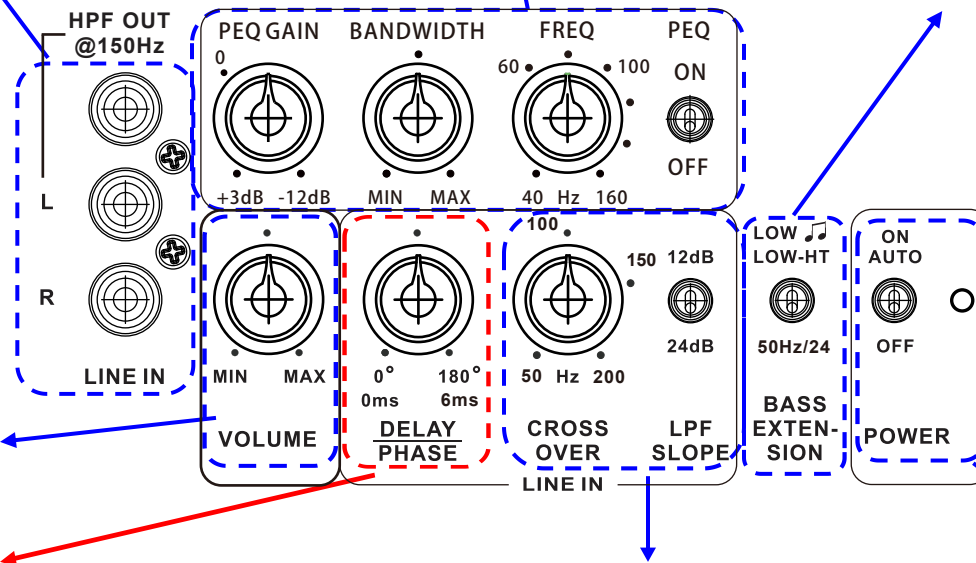 HPF OUT
@150Hz
L
R
LINE IN
PEQ GAIN
0
+3dB -12dB
BANDWIDTH
MIN MAX
FREQ
60 100
40 Hz 160
PEQ
ON
OFF
MIN MAX
VOLUME
0° 180°
0ms 6ms
DELAY
PHASE
100
150
50 Hz 200
CROSS
OVER
12dB
24dB
LPF
SLOPE
LINE IN
LOW ♫
LOW-HT
50Hz/24
BASS
EXTEN-
SION
ON
AUTO
OFF
POWER